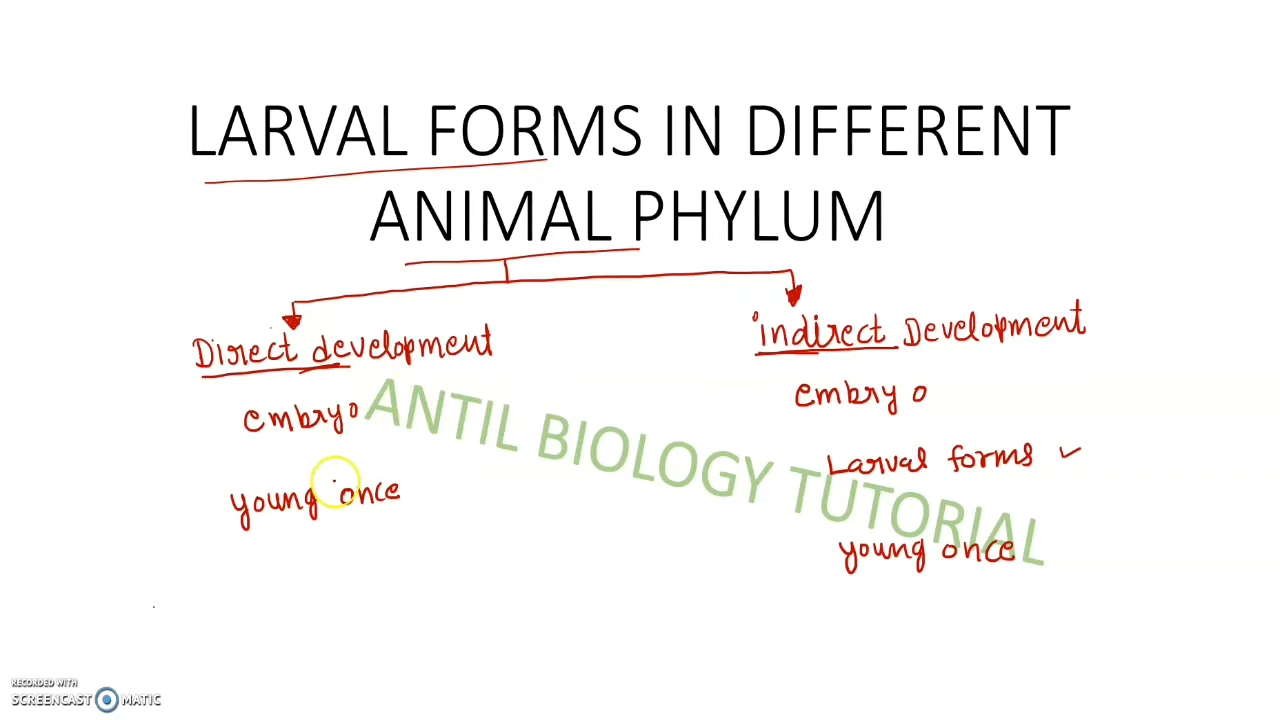 LARVAL FORMS IN DIFFERENT
ANIMAL PHYLUM
Direct development
embryo
young once
indirect Development
embryo
Larval forms
young once
ANTIL BIOLOGY TUTORIAL
RECORDED WITH
SCREENCAST MATIC